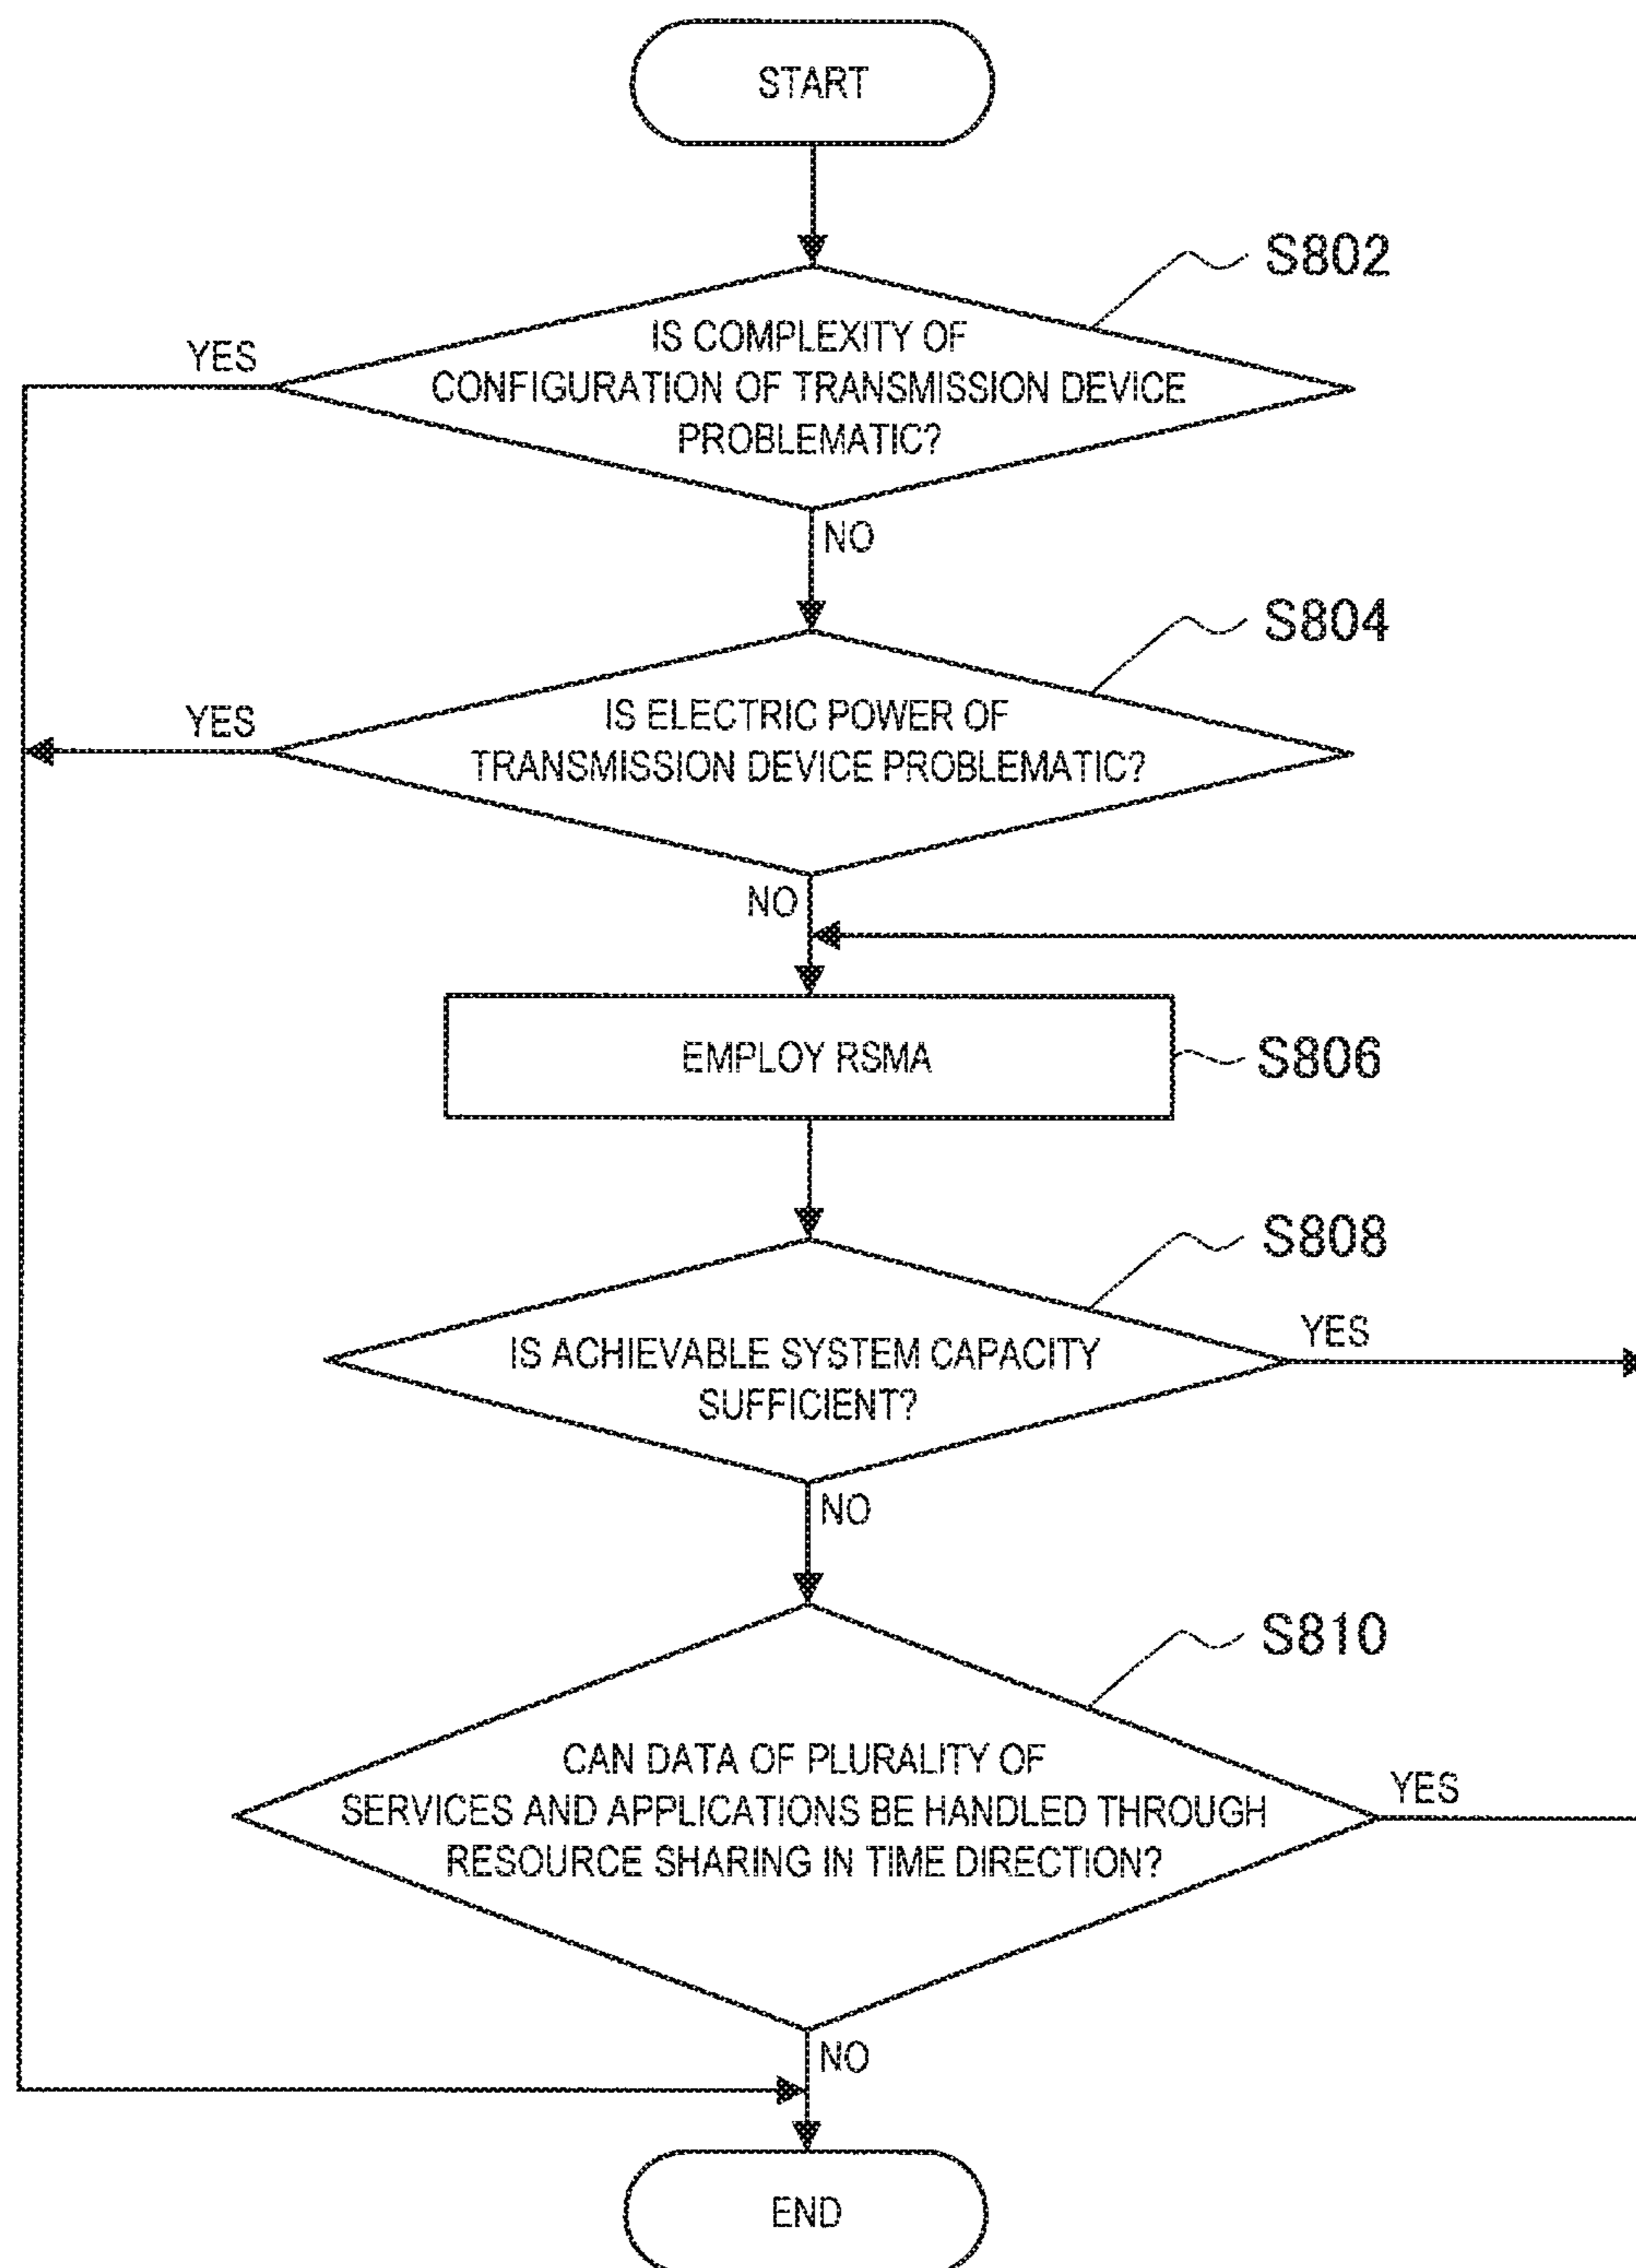 START
S802
IS COMPLEXITY OF
CONFIGURATION OF TRANSMISSION DEVICE
PROBLEMATIC?
YES
NO
S804
IS ELECTRIC POWER OF
TRANSMISSION DEVICE PROBLEMATIC?
YES
NO
EMPLOY RSMA
S806
S808
IS ACHIEVABLE SYSTEM CAPACITY
SUFFICIENT?
YES
NO
S810
CAN DATA OF PLURALITY OF
SERVICES AND APPLICATIONS BE HANDLED THROUGH
RESOURCE SHARING IN TIME DIRECTION?
YES
NO
END